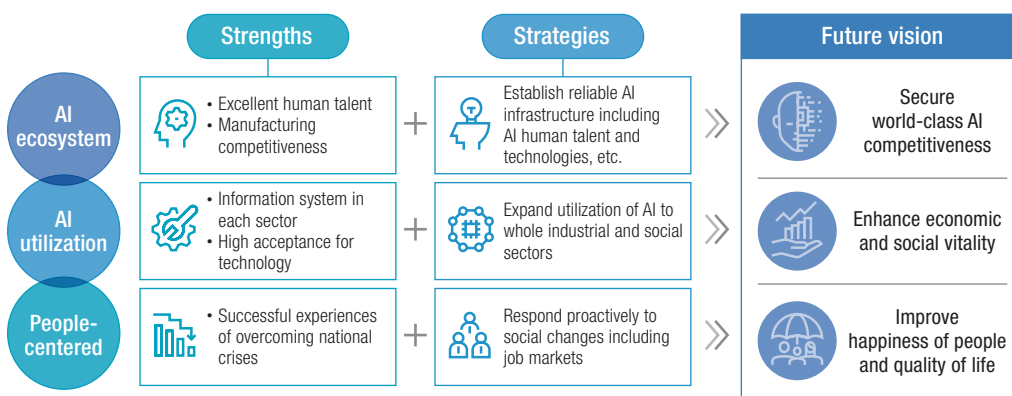 Strengths
Strategies
Future vision
AI
ecosystem
• Excellent human talent
• Manufacturing
competitiveness
+
Establish reliable AI
infrastructure including
AI human talent and
technologies, etc.
Secure
world-class AI
competitiveness
AI
utilization
• Information system in
each sector
• High acceptance for
technology
+
Expand utilization of AI to
whole industrial and social
sectors
Enhance economic
and social vitality
People-
centered
• Successful experiences
of overcoming national
crises
+
Respond proactively to
social changes including
job markets
Improve
happiness of people
and quality of life